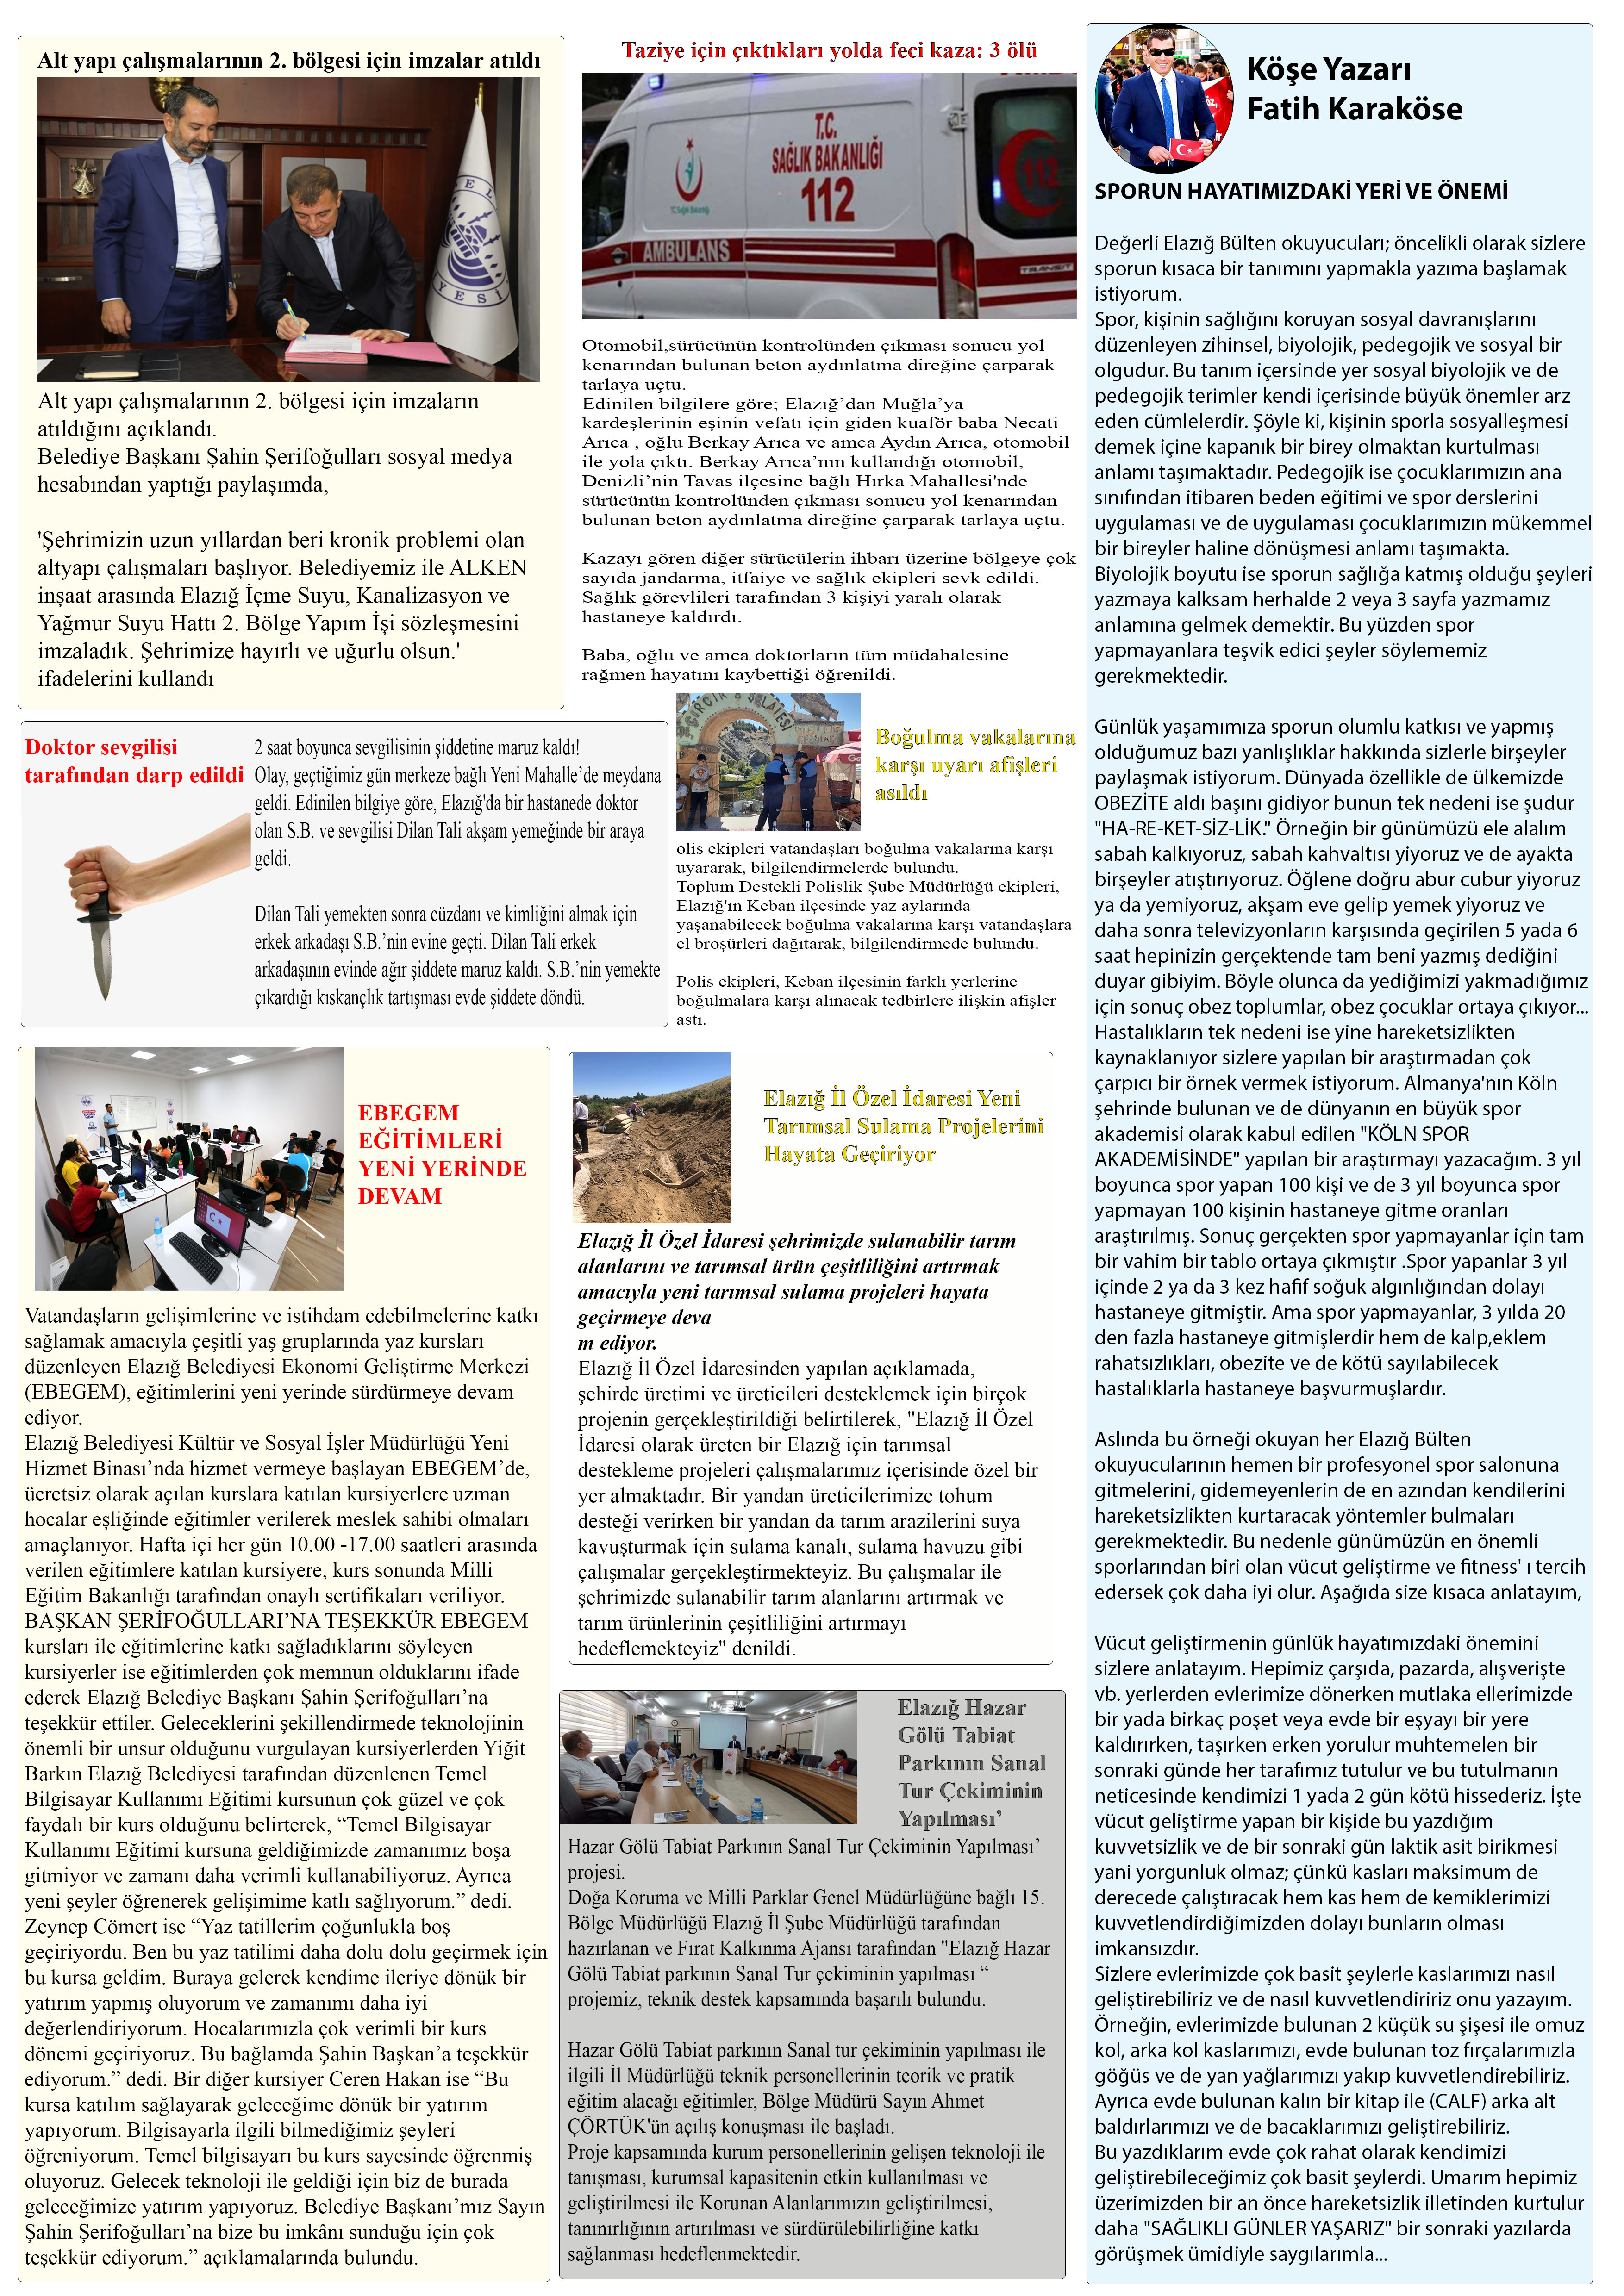 Alt yapı çalışmalarının 2. bölgesi için imzalar atıldı
Alt yapı çalışmalarının 2. bölgesi için imzaların
atıldığını açıklandı.
Belediye Başkanı Şahin Şerifoğulları sosyal medya
hesabından yaptığı paylaşımda,
'Şehrimizin uzun yıllardan beri kronik problemi olan
altyapı çalışmaları başlıyor. Belediyemiz ile ALKEN
inşaat arasında Elazığ İçme Suyu, Kanalizasyon ve
Yağmur Suyu Hattı 2. Bölge Yapım İşi sözleşmesini
imzaladık. Şehrimize hayırlı ve uğurlu olsun.'
ifadelerini kullandı
Taziye için çıktıkları yolda feci kaza: 3 ölü
T.C.
SAĞLIK BAKANLIĞI
112
112
T.C. Sağlık Bakanlığı
AMBULANS
TRANSIT
Otomobil,sürücünün kontrolünden çıkması sonucu yol
kenarından bulunan beton aydınlatma direğine çarparak
tarlaya uçtu.
Edinilen bilgilere göre; Elazığ’dan Muğla’ya
kardeşlerinin eşinin vefatı için giden kuaför baba Necati
Arıca , oğlu Berkay Arıca ve amca Aydın Arıca, otomobil
ile yola çıktı. Berkay Arıca’nın kullandığı otomobil,
Denizli’nin Tavas ilçesine bağlı Hırka Mahallesi'nde
sürücünün kontrolünden çıkması sonucu yol kenarından
bulunan beton aydınlatma direğine çarparak tarlaya uçtu.
Kazayı gören diğer sürücülerin ihbarı üzerine bölgeye çok
sayıda jandarma, itfaiye ve sağlık ekipleri sevk edildi.
Sağlık görevlileri tarafından 3 kişiyi yaralı olarak
hastaneye kaldırdı.
Baba, oğlu ve amca doktorların tüm müdahalesine
rağmen hayatını kaybettiği öğrenildi.
Doktor sevgilisi
tarafından darp edildi
2 saat boyunca sevgilisinin şiddetine maruz kaldı!
Olay, geçtiğimiz gün merkeze bağlı Yeni Mahalle’de meydana
geldi. Edinilen bilgiye göre, Elazığ'da bir hastanede doktor
olan S.B. ve sevgilisi Dilan Tali akşam yemeğinde bir araya
geldi.
Dilan Tali yemekten sonra cüzdanı ve kimliğini almak için
erkek arkadaşı S.B.’nin evine geçti. Dilan Tali erkek
arkadaşının evinde ağır şiddete maruz kaldı. S.B.’nin yemekte
çıkardığı kıskançlık tartışması evde şiddete döndü.
ÇIRÇIR ŞELALESİ
Boğulma vakalarına
karşı uyarı afişleri
asıldı
olis ekipleri vatandaşları boğulma vakalarına karşı
uyararak, bilgilendirmelerde bulundu.
Toplum Destekli Polislik Şube Müdürlüğü ekipleri,
Elazığ'ın Keban ilçesinde yaz aylarında
yaşanabilecek boğulma vakalarına karşı vatandaşlara
el broşürleri dağıtarak, bilgilendirmede bulundu.
Polis ekipleri, Keban ilçesinin farklı yerlerine
boğulmalara karşı alınacak tedbirlere ilişkin afişler
astı.
EBEGEM
EĞİTİMLERİ
YENİ YERİNDE
DEVAM
Vatandaşların gelişimlerine ve istihdam edebilmelerine katkı
sağlamak amacıyla çeşitli yaş gruplarında yaz kursları
düzenleyen Elazığ Belediyesi Ekonomi Geliştirme Merkezi
(EBEGEM), eğitimlerini yeni yerinde sürdürmeye devam
ediyor.
Elazığ Belediyesi Kültür ve Sosyal İşler Müdürlüğü Yeni
Hizmet Binası’nda hizmet vermeye başlayan EBEGEM’de,
ücretsiz olarak açılan kurslara katılan kursiyerlere uzman
hocalar eşliğinde eğitimler verilerek meslek sahibi olmaları
amaçlanıyor. Hafta içi her gün 10.00 -17.00 saatleri arasında
verilen eğitimlere katılan kursiyere, kurs sonunda Milli
Eğitim Bakanlığı tarafından onaylı sertifikaları veriliyor.
BAŞKAN ŞERİFOĞULLARI’NA TEŞEKKÜR EBEGEM
kursları ile eğitimlerine katkı sağladıklarını söyleyen
kursiyerler ise eğitimlerden çok memnun olduklarını ifade
ederek Elazığ Belediye Başkanı Şahin Şerifoğulları’na
teşekkür ettiler. Geleceklerini şekillendirmede teknolojinin
önemli bir unsur olduğunu vurgulayan kursiyerlerden Yiğit
Barkın Elazığ Belediyesi tarafından düzenlenen Temel
Bilgisayar Kullanımı Eğitimi kursunun çok güzel ve çok
faydalı bir kurs olduğunu belirterek, “Temel Bilgisayar
Kullanımı Eğitimi kursuna geldiğimizde zamanımız boşa
gitmiyor ve zamanı daha verimli kullanabiliyoruz. Ayrıca
yeni şeyler öğrenerek gelişimime katlı sağlıyorum.” dedi.
Zeynep Cömert ise “Yaz tatillerim çoğunlukla boş
geçiriyordu. Ben bu yaz tatilimi daha dolu dolu geçirmek için
bu kursa geldim. Buraya gelerek kendime ileriye dönük bir
yatırım yapmış oluyorum ve zamanımı daha iyi
değerlendiriyorum. Hocalarımızla çok verimli bir kurs
dönemi geçiriyoruz. Bu bağlamda Şahin Başkan’a teşekkür
ediyorum.” dedi. Bir diğer kursiyer Ceren Hakan ise “Bu
kursa katılım sağlayarak geleceğime dönük bir yatırım
yapıyorum. Bilgisayarla ilgili bilmediğimiz şeyleri
öğreniyorum. Temel bilgisayarı bu kurs sayesinde öğrenmiş
oluyoruz. Gelecek teknoloji ile geldiği için biz de burada
geleceğimize yatırım yapıyoruz. Belediye Başkanı’mız Sayın
Şahin Şerifoğulları’na bize bu imkânı sunduğu için çok
teşekkür ediyorum.” açıklamalarında bulundu.
Elazığ İl Özel İdaresi Yeni
Tarımsal Sulama Projelerini
Hayata Geçiriyor
Elazığ İl Özel İdaresi şehrimizde sulanabilir tarım
alanlarını ve tarımsal ürün çeşitliliğini artırmak
amacıyla yeni tarımsal sulama projeleri hayata
geçirmeye deva
m ediyor.
Elazığ İl Özel İdaresinden yapılan açıklamada,
şehirde üretimi ve üreticileri desteklemek için birçok
projenin gerçekleştirildiği belirtilerek, "Elazığ İl Özel
İdaresi olarak üreten bir Elazığ için tarımsal
destekleme projeleri çalışmalarımız içerisinde özel bir
yer almaktadır. Bir yandan üreticilerimize tohum
desteği verirken bir yandan da tarım arazilerini suya
kavuşturmak için sulama kanalı, sulama havuzu gibi
çalışmalar gerçekleştirmekteyiz. Bu çalışmalar ile
şehrimizde sulanabilir tarım alanlarını artırmak ve
tarım ürünlerinin çeşitliliğini artırmayı
hedeflemekteyiz" denildi.
Elazığ Hazar
Gölü Tabiat
Parkının Sanal
Tur Çekiminin
Yapılması’
Hazar Gölü Tabiat Parkının Sanal Tur Çekiminin Yapılması’
projesi.
Doğa Koruma ve Milli Parklar Genel Müdürlüğüne bağlı 15.
Bölge Müdürlüğü Elazığ İl Şube Müdürlüğü tarafından
hazırlanan ve Fırat Kalkınma Ajansı tarafından "Elazığ Hazar
Gölü Tabiat parkının Sanal Tur çekiminin yapılması “
projemiz, teknik destek kapsamında başarılı bulundu.
Hazar Gölü Tabiat parkının Sanal tur çekiminin yapılması ile
ilgili İl Müdürlüğü teknik personellerinin teorik ve pratik
eğitim alacağı eğitimler, Bölge Müdürü Sayın Ahmet
ÇÖRTÜK'ün açılış konuşması ile başladı.
Proje kapsamında kurum personellerinin gelişen teknoloji ile
tanışması, kurumsal kapasitenin etkin kullanılması ve
geliştirilmesi ile Korunan Alanlarımızın geliştirilmesi,
tanınırlığının artırılması ve sürdürülebilirliğine katkı
sağlanması hedeflenmektedir.
Köşe Yazarı
Fatih Karaköse
SPORUN HAYATIMIZDAKİ YERİ VE ÖNEMİ
Değerli Elazığ Bülten okuyucuları; öncelikli olarak sizlere
sporun kısaca bir tanımını yapmakla yazıma başlamak
istiyorum.
Spor, kişinin sağlığını koruyan sosyal davranışlarını
düzenleyen zihinsel, biyolojik, pedegojik ve sosyal bir
olgudur. Bu tanım içersinde yer sosyal biyolojik ve de
pedegojik terimler kendi içerisinde büyük önemler arz
eden cümlelerdir. Şöyle ki, kişinin sporla sosyalleşmesi
demek içine kapanık bir birey olmaktan kurtulması
anlamı taşımaktadır. Pedegojik ise çocuklarımızın ana
sınıfından itibaren beden eğitimi ve spor derslerini
uygulaması ve de uygulaması çocuklarımızın mükemmel
bir bireyler haline dönüşmesi anlamı taşımakta.
Biyolojik boyutu ise sporun sağlığa katmış olduğu şeyleri
yazmaya kalksam herhalde 2 veya 3 sayfa yazmamız
anlamına gelmek demektir. Bu yüzden spor
yapmayanlara teşvik edici şeyler söylememiz
gerekmektedir.
Günlük yaşamımıza sporun olumlu katkısı ve yapmış
olduğumuz bazı yanlışlıklar hakkında sizlerle birşeyler
paylaşmak istiyorum. Dünyada özellikle de ülkemizde
OBEZİTE aldı başını gidiyor bunun tek nedeni ise şudur
"HA-RE-KET-SİZ-LİK." Örneğin bir günümüzü ele alalım
sabah kalkıyoruz, sabah kahvaltısı yiyoruz ve de ayakta
birşeyler atıştırıyoruz. Öğlene doğru abur cubur yiyoruz
ya da yemiyoruz, akşam eve gelip yemek yiyoruz ve
daha sonra televizyonların karşısında geçirilen 5 yada 6
saat hepinizin gerçektende tam beni yazmış dediğini
duyar gibiyim. Böyle olunca da yediğimizi yakmadığımız
için sonuç obez toplumlar, obez çocuklar ortaya çıkıyor...
Hastalıkların tek nedeni ise yine hareketsizlikten
kaynaklanıyor sizlere yapılan bir araştırmadan çok
çarpıcı bir örnek vermek istiyorum. Almanya'nın Köln
şehrinde bulunan ve de dünyanın en büyük spor
akademisi olarak kabul edilen "KÖLN SPOR
AKADEMİSİNDE" yapılan bir araştırmayı yazacağım. 3 yıl
boyunca spor yapan 100 kişi ve de 3 yıl boyunca spor
yapmayan 100 kişinin hastaneye gitme oranları
araştırılmış. Sonuç gerçekten spor yapmayanlar için tam
bir vahim bir tablo ortaya çıkmıştır .Spor yapanlar 3 yıl
içinde 2 ya da 3 kez hafif soğuk algınlığından dolayı
hastaneye gitmiştir. Ama spor yapmayanlar, 3 yılda 20
den fazla hastaneye gitmişlerdir hem de kalp,eklem
rahatsızlıkları, obezite ve de kötü sayılabilecek
hastalıklarla hastaneye başvurmuşlardır.
Aslında bu örneği okuyan her Elazığ Bülten
okuyucularının hemen bir profesyonel spor salonuna
gitmelerini, gidemeyenlerin de en azından kendilerini
hareketsizlikten kurtaracak yöntemler bulmaları
gerekmektedir. Bu nedenle günümüzün en önemli
sporlarından biri olan vücut geliştirme ve fitness' ı tercih
edersek çok daha iyi olur. Aşağıda size kısaca anlatayım,
Vücut geliştirmenin günlük hayatımızdaki önemini
sizlere anlatayım. Hepimiz çarşıda, pazarda, alışverişte
vb. yerlerden evlerimize dönerken mutlaka ellerimizde
bir yada birkaç poşet veya evde bir eşyayı bir yere
kaldırırken, taşırken erken yorulur muhtemelen bir
sonraki günde her tarafımız tutulur ve bu tutulmanın
neticesinde kendimizi 1 yada 2 gün kötü hissederiz. İşte
vücut geliştirme yapan bir kişide bu yazdığım
kuvvetsizlik ve de bir sonraki gün laktik asit birikmesi
yani yorgunluk olmaz; çünkü kasları maksimum de
derecede çalıştıracak hem kas hem de kemiklerimizi
kuvvetlendirdiğimizden dolayı bunların olması
imkansızdır.
Sizlere evlerimizde çok basit şeylerle kaslarımızı nasıl
geliştirebiliriz ve de nasıl kuvvetlendiririz onu yazayım.
Örneğin, evlerimizde bulunan 2 küçük su şişesi ile omuz
kol, arka kol kaslarımızı, evde bulunan toz fırçalarımızla
göğüs ve de yan yağlarımızı yakıp kuvvetlendirebiliriz.
Ayrıca evde bulunan kalın bir kitap ile (CALF) arka alt
baldırlarımızı ve de bacaklarımızı geliştirebiliriz.
Bu yazdıklarım evde çok rahat olarak kendimizi
geliştirebileceğimiz çok basit şeylerdi. Umarım hepimiz
üzerimizden bir an önce hareketsizlik illetinden kurtulur
daha "SAĞLIKLI GÜNLER YAŞARIZ" bir sonraki yazılarda
görüşmek ümidiyle saygılarımla...